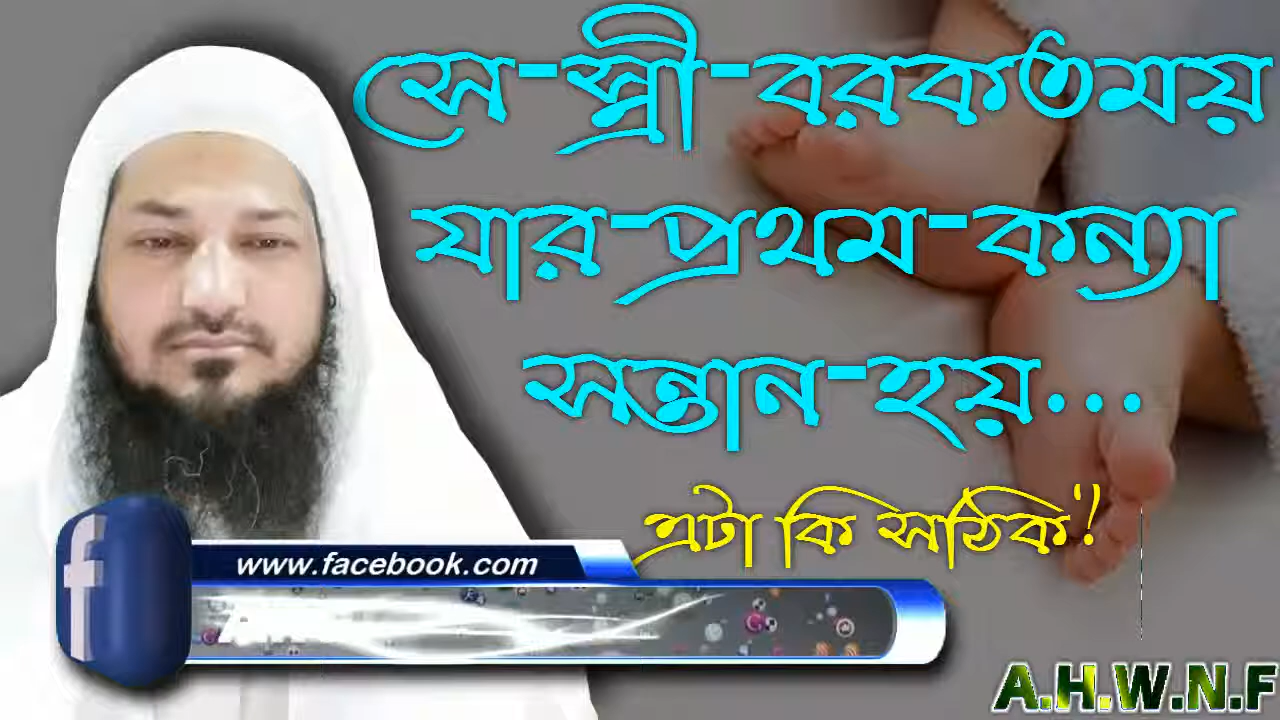 সে-স্ত্রী-বরকতময়
যার-প্রথম-কন্যা
সন্তান-হয়...
এটা কি সঠিক'!
f
www.facebook.com
A.H.W.N.F